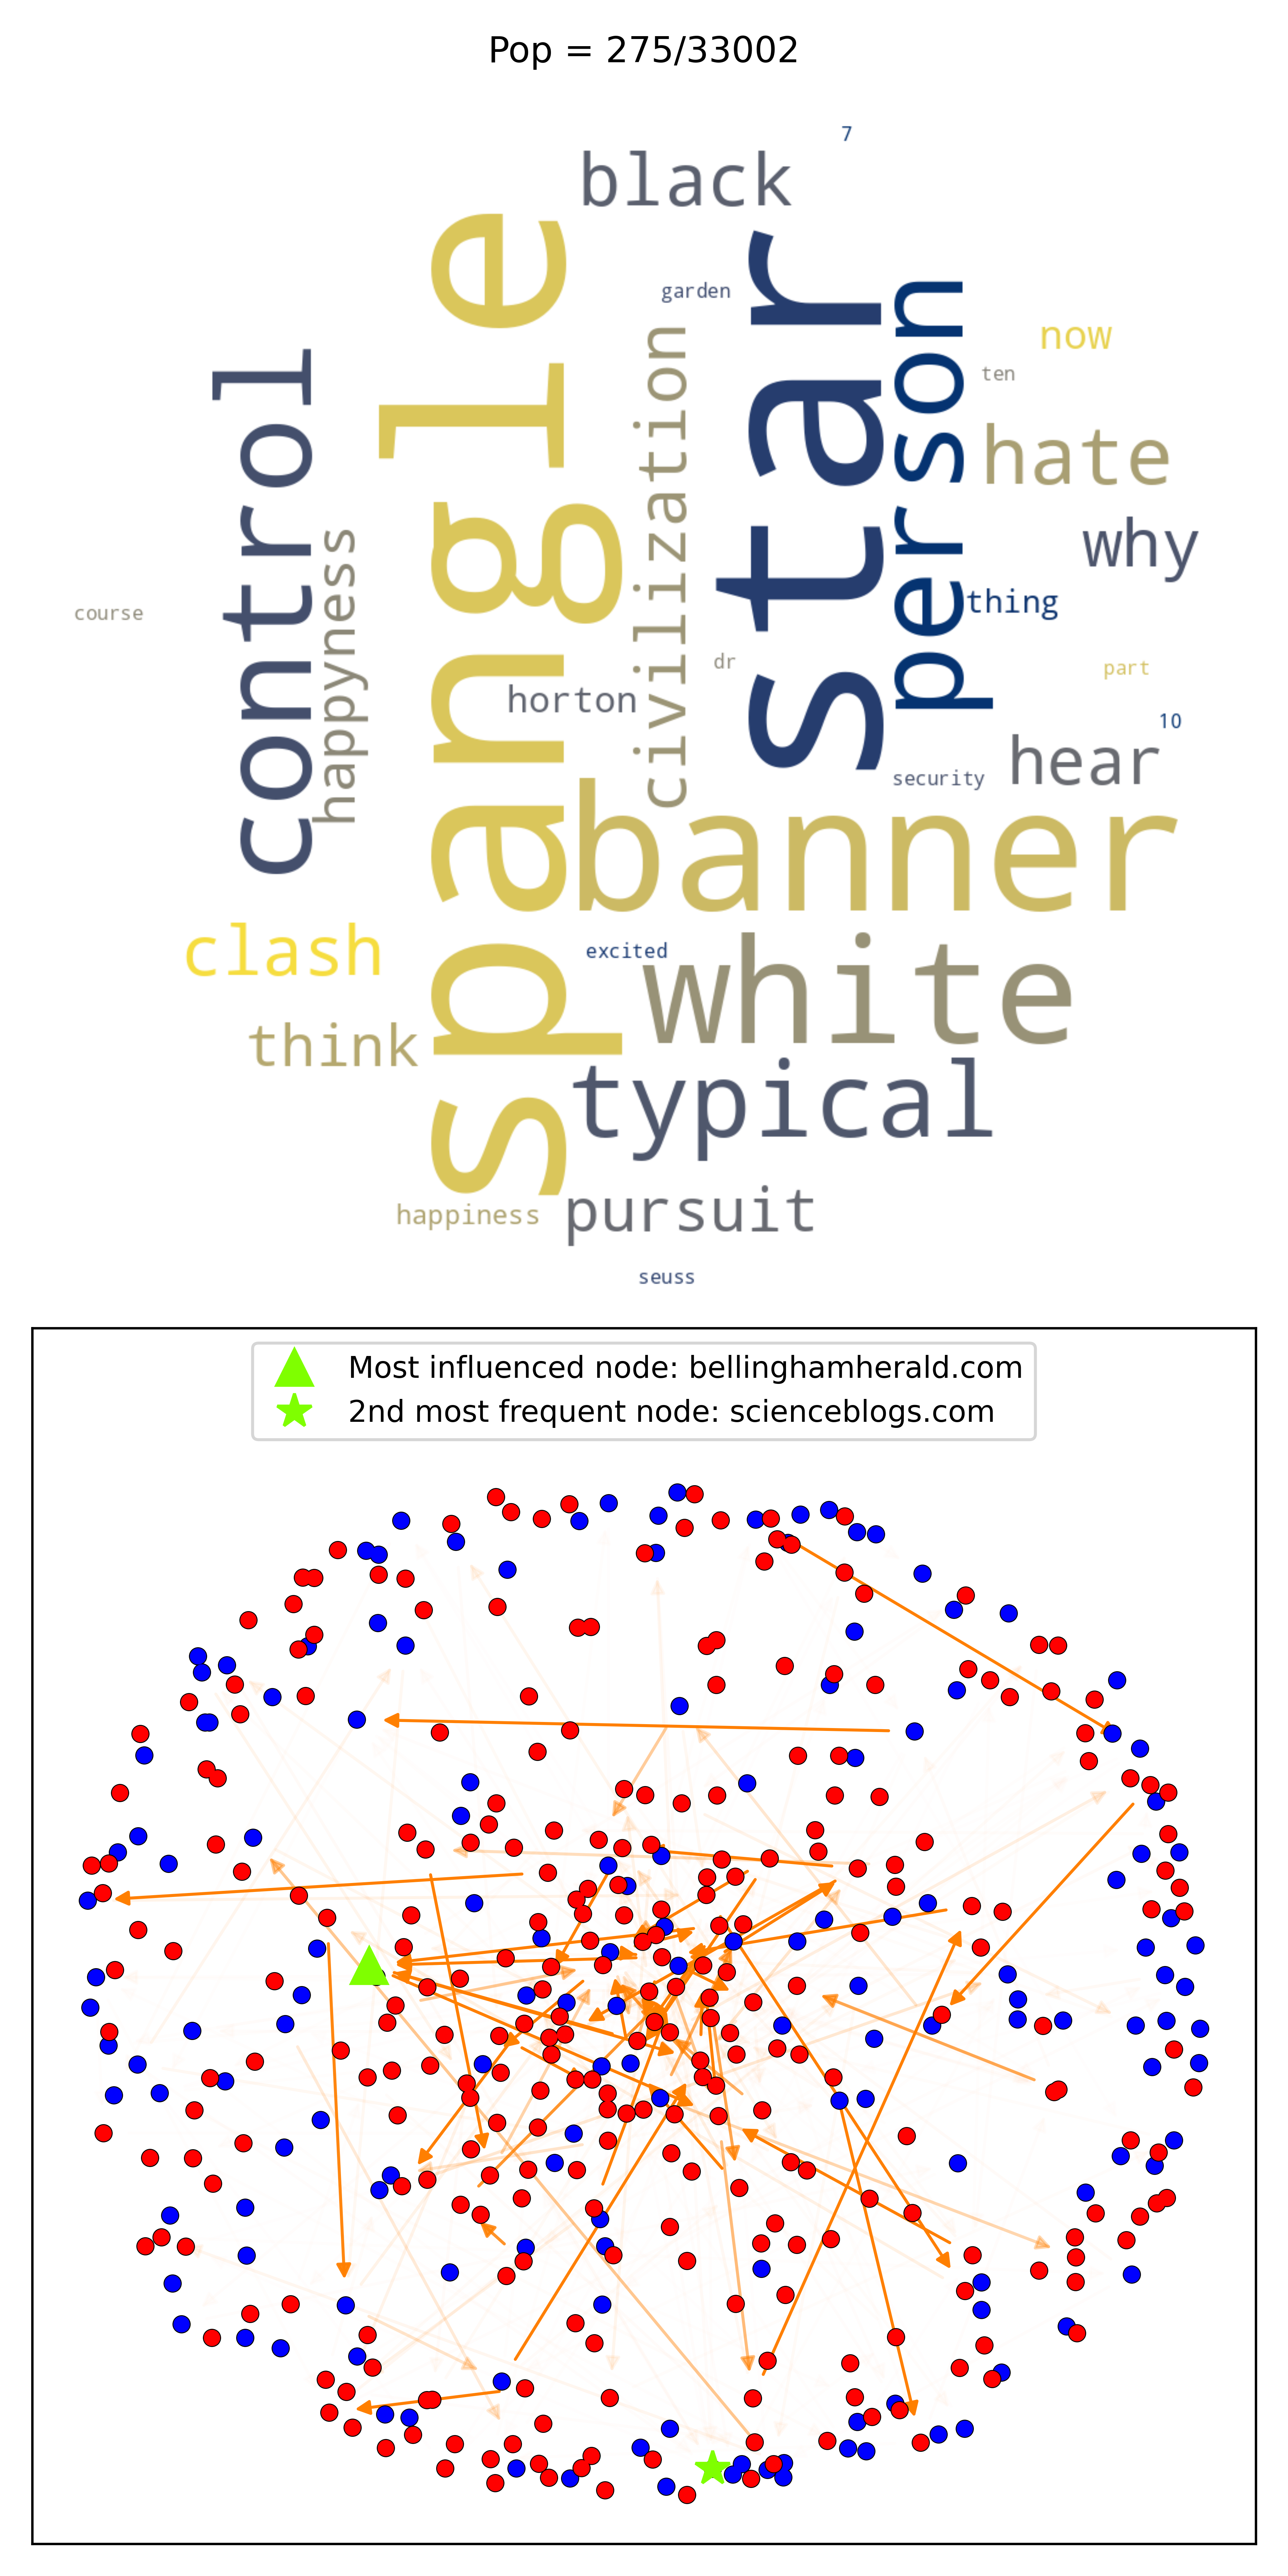 Pop = 275/33002
7
black
garden
spangle
star
person
civilization
control
now
ten
hate
why
happyness
thing
course
dr
part
horton
10
hear
security
banner
clash
excited
white
think
typical
happiness
pursuit
seuss
Most influenced node: bellinghamherald.com
2nd most frequent node: scienceblogs.com